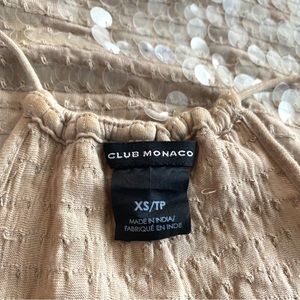 CLUB MONACO
XS/TP
MADE IN INDIA/
FABRIQUÉ EN INDE